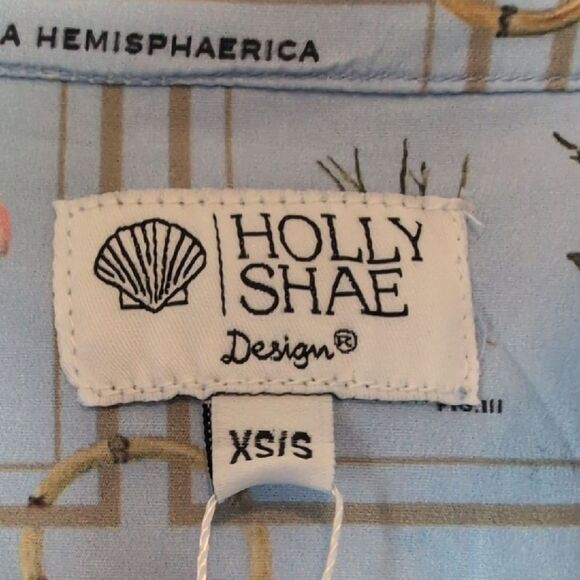 A HEMISPHAERICA
HOLLY
SHAE
Design®
FIG.III
XS/S